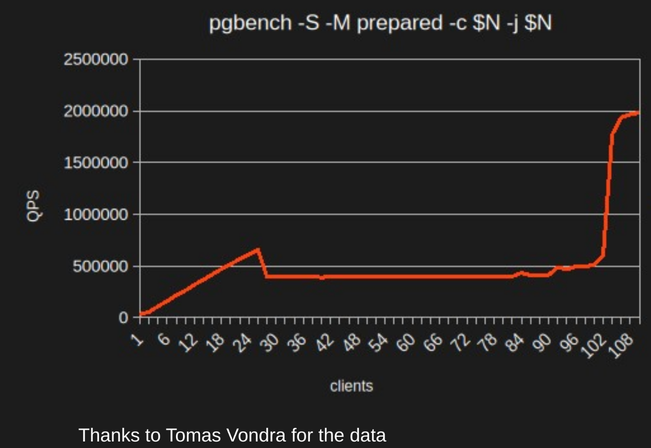 pgbench -S -M prepared -c $N -j $N
2500000
2000000
1500000
1000000
500000
0
QPS
1 6 12 18 24 30 36 42 48 54 60 66 72 78 84 90 96 102 108
clients
Thanks to Tomas Vondra for the data